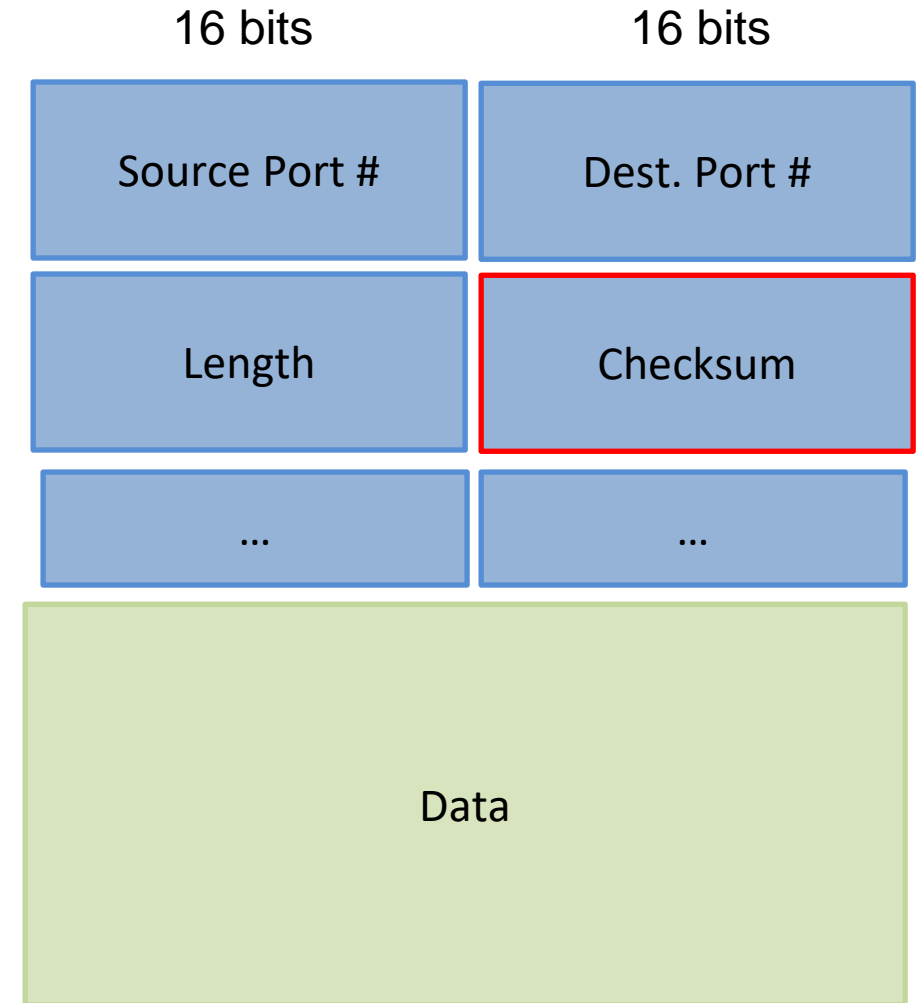 16 bits 16 bits
Source Port # Dest. Port #
Length Checksum
... ...
Data